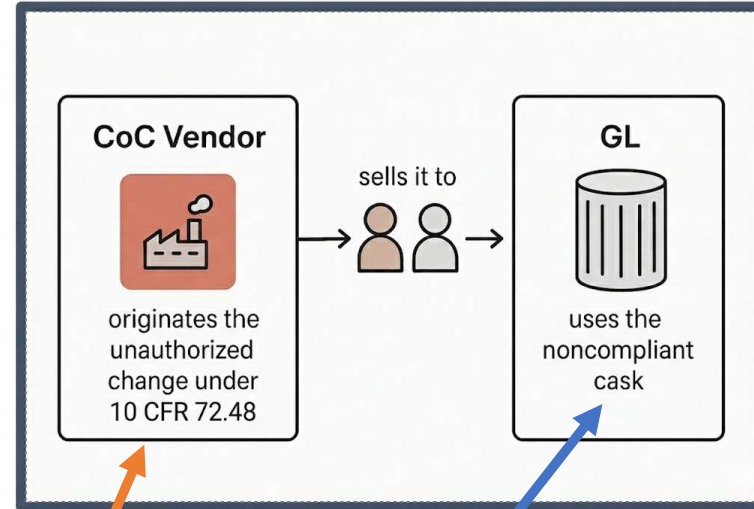 CoC Vendor
originates the
unauthorized
change under
10 CFR 72.48
sells it to
GL
uses the
noncompliant
cask